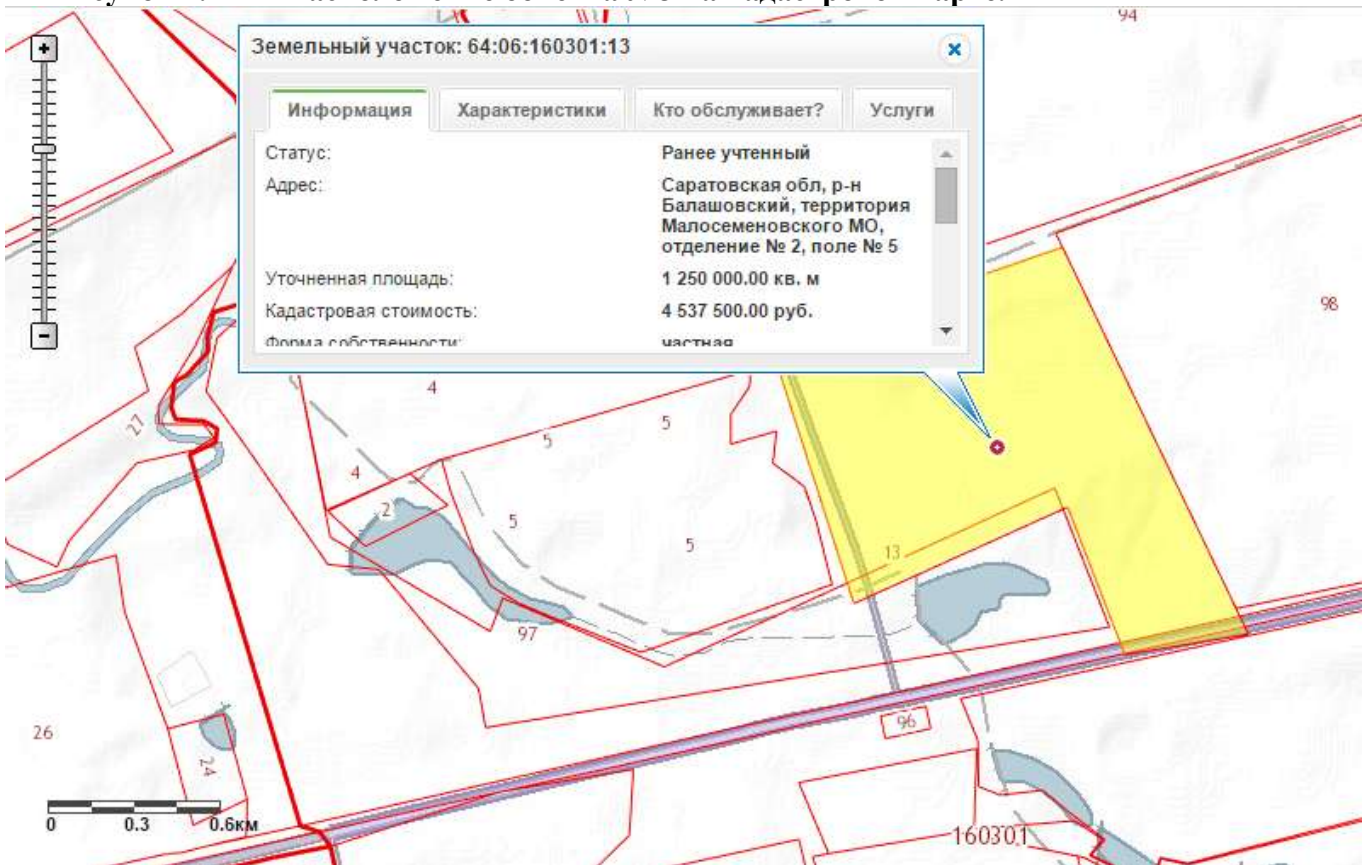 94
Земельный участок: 64:06:160301:13
Информация
Характеристики
Кто обслуживает?
Услуги
Статус:
Ранее учтенный
Адрес:
Саратовская обл, р-н
Балашовский, территория
Малосеменовского МО,
отделение № 2, поле № 5
Уточненная площадь:
1 250 000.00 кв. м
Кадастровая стоимость:
4 537 500.00 руб.
Форма собственности:
частная
98
4
27
5
5
4
2
5
5
13
97
96
26
24
0
0.3
0.6км
160301